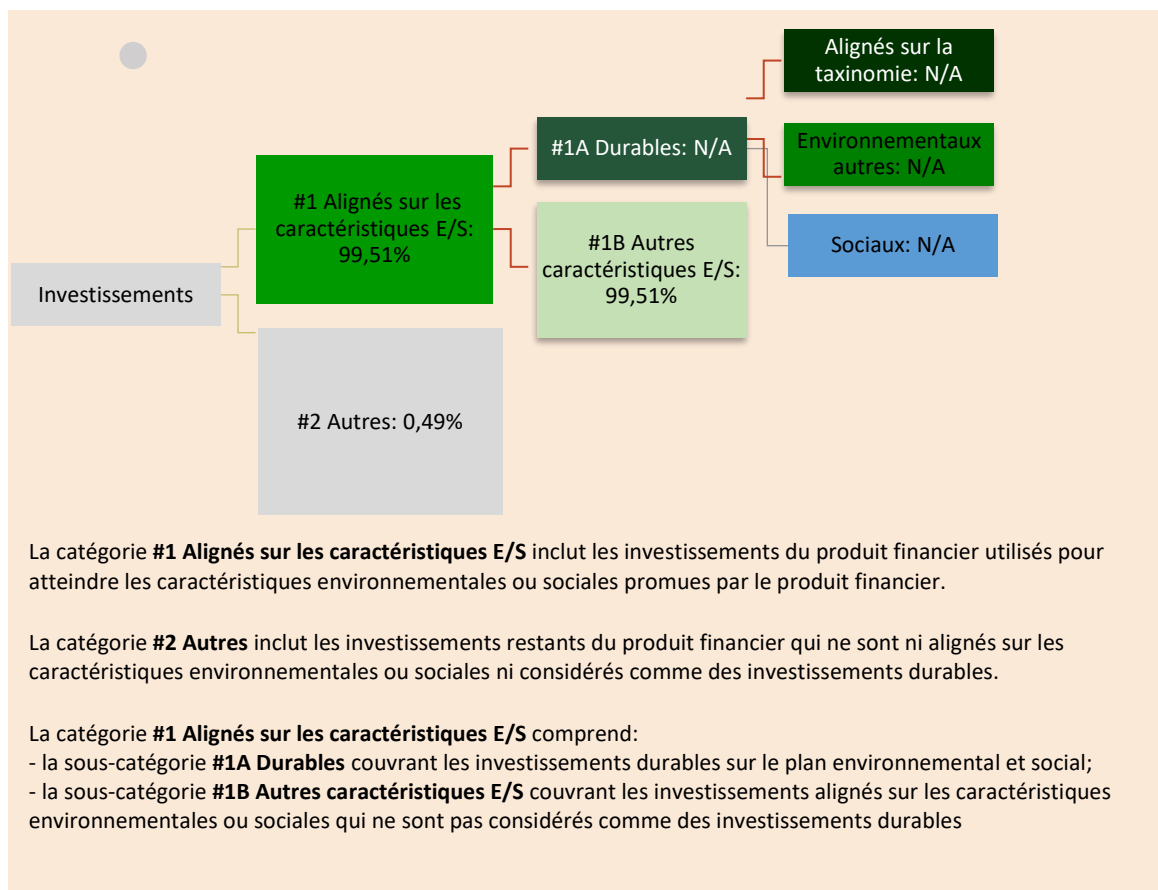 Alignés sur la
taxinomie: N/A
#1A Durables: N/A
Environnementaux
autres: N/A
#1 Alignés sur les
caractéristiques E/S:
99,51%
#1B Autres
caractéristiques E/S:
99,51%
Sociaux: N/A
Investissements
#2 Autres: 0,49%
La catégorie #1 Alignés sur les caractéristiques E/S inclut les investissements du produit financier utilisés pour
atteindre les caractéristiques environnementales ou sociales promues par le produit financier.
La catégorie #2 Autres inclut les investissements restants du produit financier qui ne sont ni alignés sur les
caractéristiques environnementales ou sociales ni considérés comme des investissements durables.
La catégorie #1 Alignés sur les caractéristiques E/S comprend:
- la sous-catégorie #1A Durables couvrant les investissements durables sur le plan environnemental et social;
- la sous-catégorie #1B Autres caractéristiques E/S couvrant les investissements alignés sur les caractéristiques
environnementales ou sociales qui ne sont pas considérés comme des investissements durables